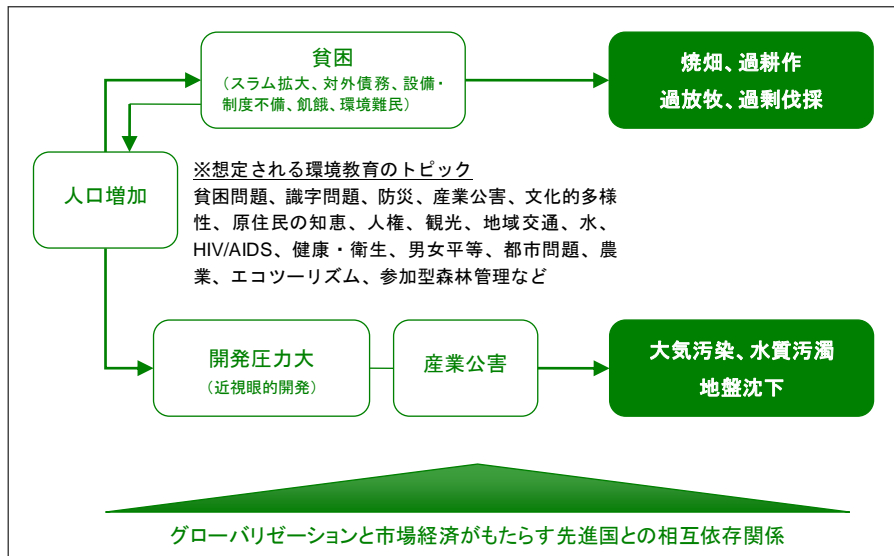 貧困
（スラム拡大、対外債務、設備・
制度不備、飢餓、環境難民）
焼畑、過耕作
過放牧、過剰伐採
人口増加
※想定される環境教育のトピック
貧困問題、識字問題、防災、産業公害、文化的多様
性、原住民の知恵、人権、観光、地域交通、水、
HIV/AIDS、健康・衛生、男女平等、都市問題、農
業、エコツーリズム、参加型森林管理など
開発圧力大
（近視眼的開発）
産業公害
大気汚染、水質汚濁
地盤沈下
グローバリゼーションと市場経済がもたらす先進国との相互依存関係